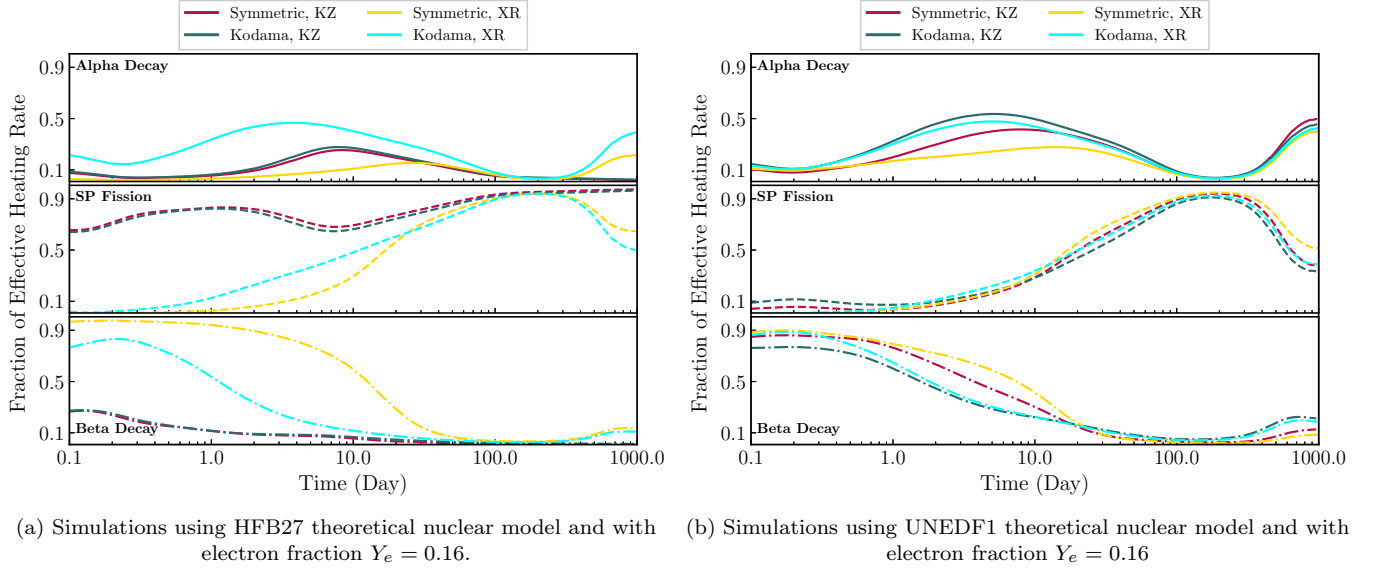 Symmetric, KZ
Symmetric, XR
Kodama, KZ
Kodama, XR
Fraction of Effective Heating Rate
Alpha Decay
0.9
0.5
0.1
SP Fission
0.9
0.5
0.1
0.9
0.5
0.1
Beta Decay
0.1
1.0
10.0
100.0
1000.0
Time (Day)
(a) Simulations using HFB27 theoretical nuclear model and with
electron fraction Yₑ = 0.16.
Symmetric, KZ
Symmetric, XR
Kodama, KZ
Kodama, XR
Fraction of Effective Heating Rate
Alpha Decay
0.9
0.5
0.1
SP Fission
0.9
0.5
0.1
0.9
0.5
0.1
Beta Decay
0.1
1.0
10.0
100.0
1000.0
Time (Day)
(b) Simulations using UNEDF1 theoretical nuclear model and with
electron fraction Yₑ = 0.16